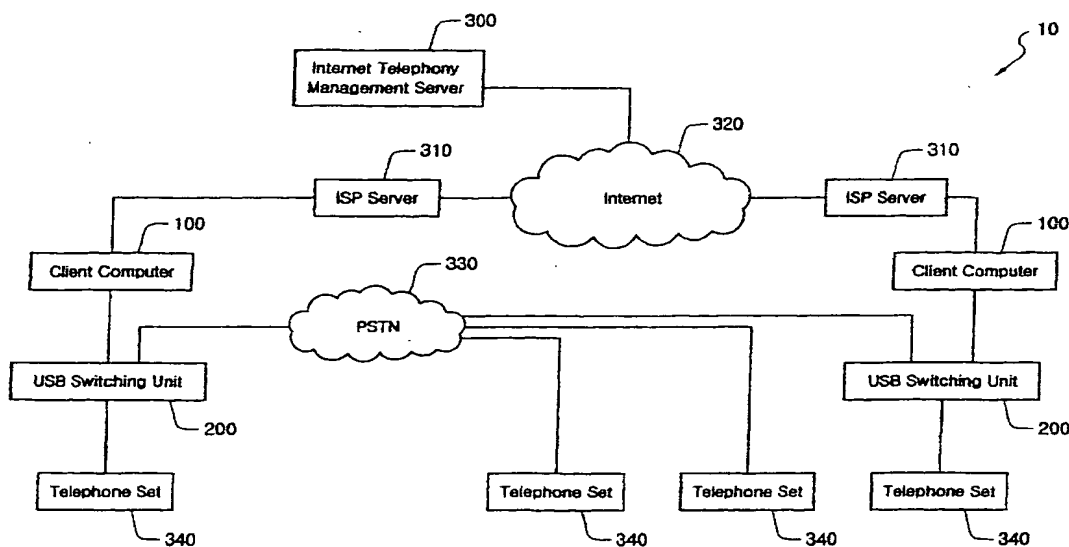 300
10
Internet Telephony
Management Server
320
310
310
ISP Server
Internet
ISP Server
100
100
Client Computer
330
Client Computer
PSTN
USB Switching Unit
USB Switching Unit
200
200
Telephone Set
Telephone Set
Telephone Set
Telephone Set
340
340
340
340